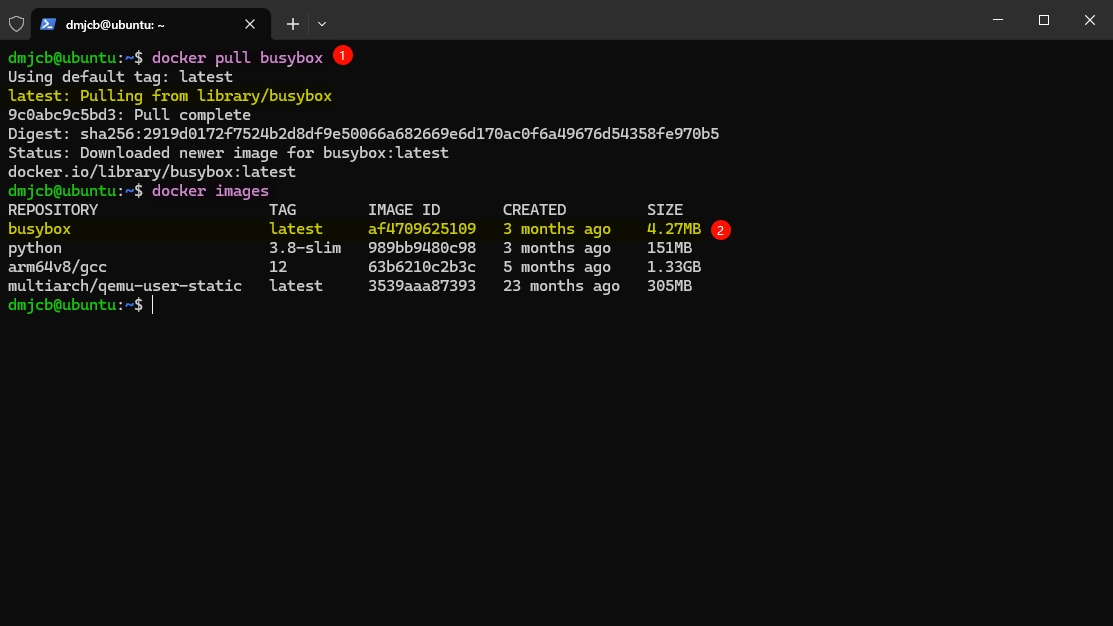 dmjcb@ubuntu: ~
dmjcb@ubuntu:~$ docker pull busybox 1
Using default tag: latest
latest: Pulling from library/busybox
9c0abc9c5bd3: Pull complete
Digest: sha256:2919d0172f7524b2d8df9e50066a682669e6d170ac0f6a49676d54358fe970b5
Status: Downloaded newer image for busybox:latest
docker.io/library/busybox:latest
dmjcb@ubuntu:~$ docker images
REPOSITORY TAG IMAGE ID CREATED SIZE
busybox latest af4709625109 3 months ago 4.27MB 2
python 3.8-slim 989bb9480c98 3 months ago 151MB
arm64v8/gcc 12 63b6210c2b3c 5 months ago 1.33GB
multiarch/qemu-user-static latest 3539aaa87393 23 months ago 305MB
dmjcb@ubuntu:~$